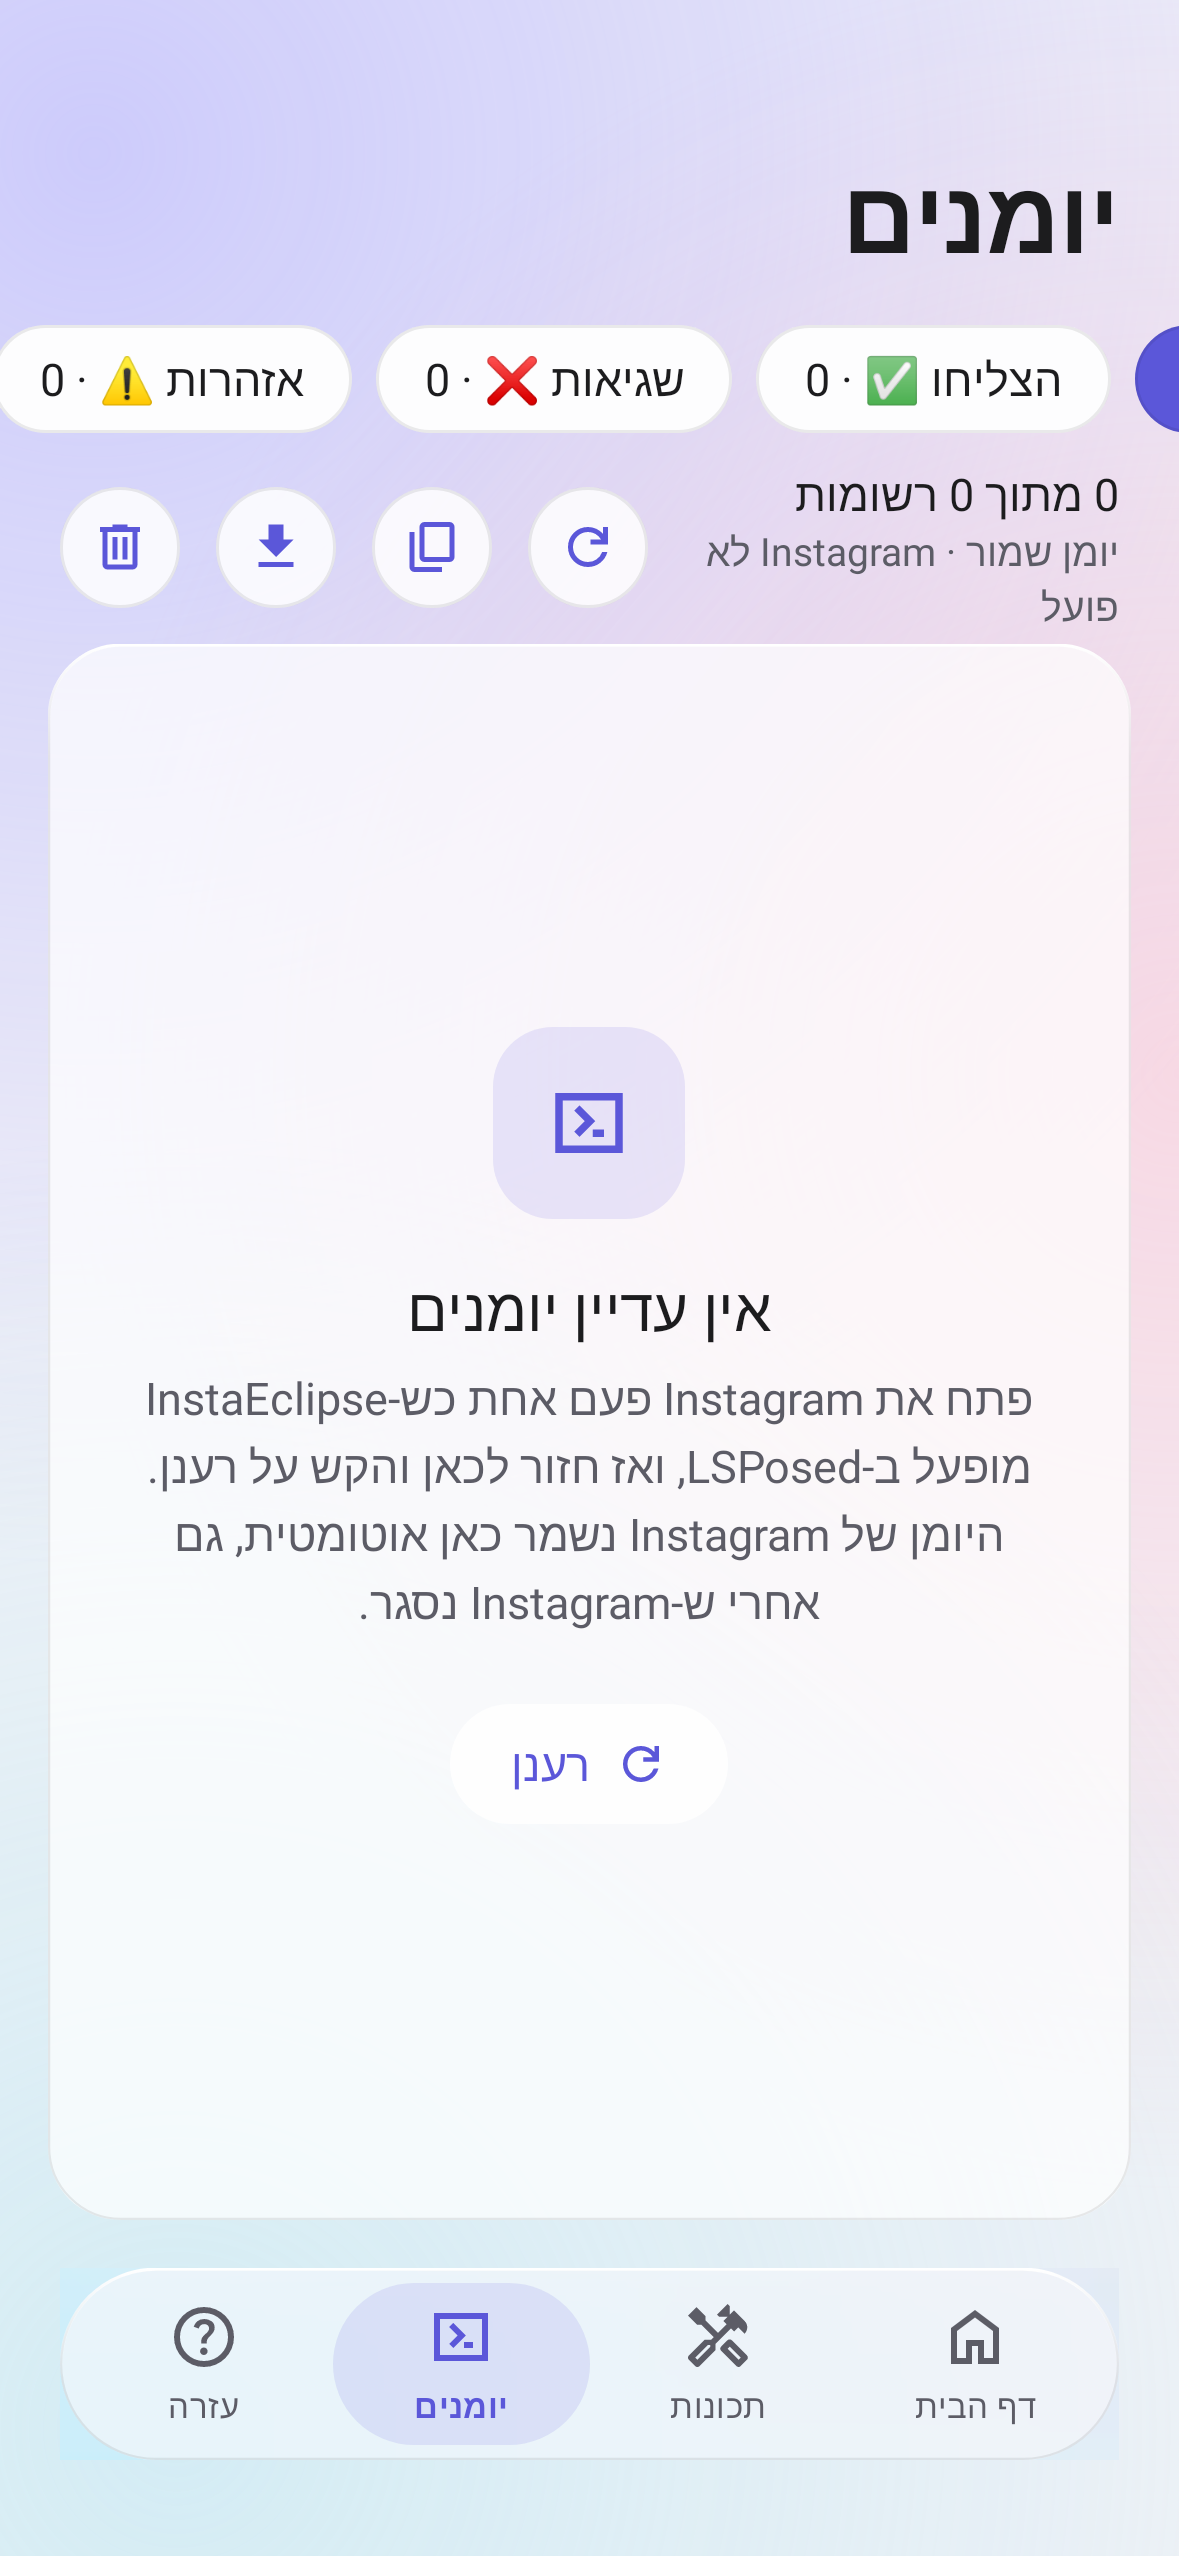 יומנים
הצליחו ✅ · 0
שגיאות ❌ · 0
אזהרות ⚠️ · 0
0 מתוך 0 רשומות
יומן שמור · Instagram לא
פועל
אין עדיין יומנים
פתח את Instagram פעם אחת כש-InstaEclipse
מופעל ב-LSPosed, ואז חזור לכאן והקש על רענן.
היומן של Instagram נשמר כאן אוטומטית, גם
אחרי ש-Instagram נסגר.
רענן
דף הבית
תכונות
יומנים
עזרה